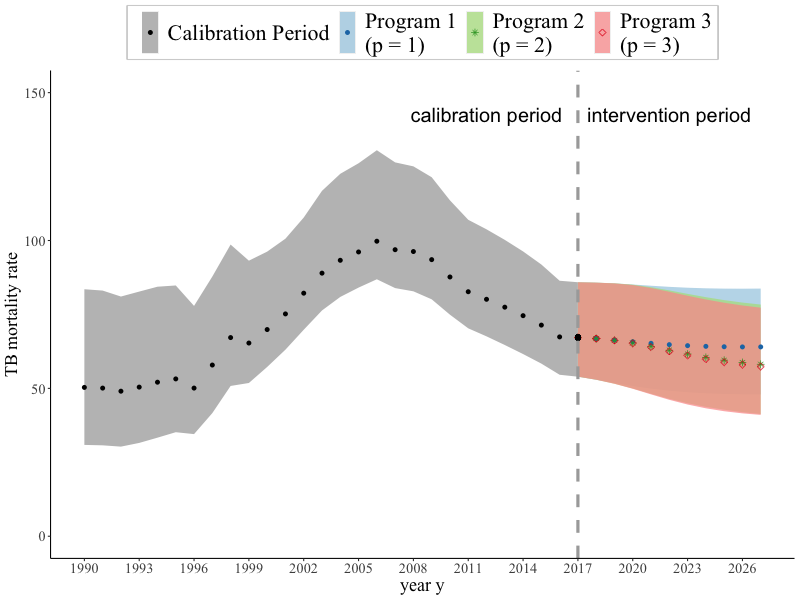 Calibration Period
Program 1
(p = 1)
Program 2
(p = 2)
Program 3
(p = 3)
calibration period
intervention period
150
100
50
0
TB mortality rate
1990 1993 1996 1999 2002 2005 2008 2011 2014 2017 2020 2023 2026
year y